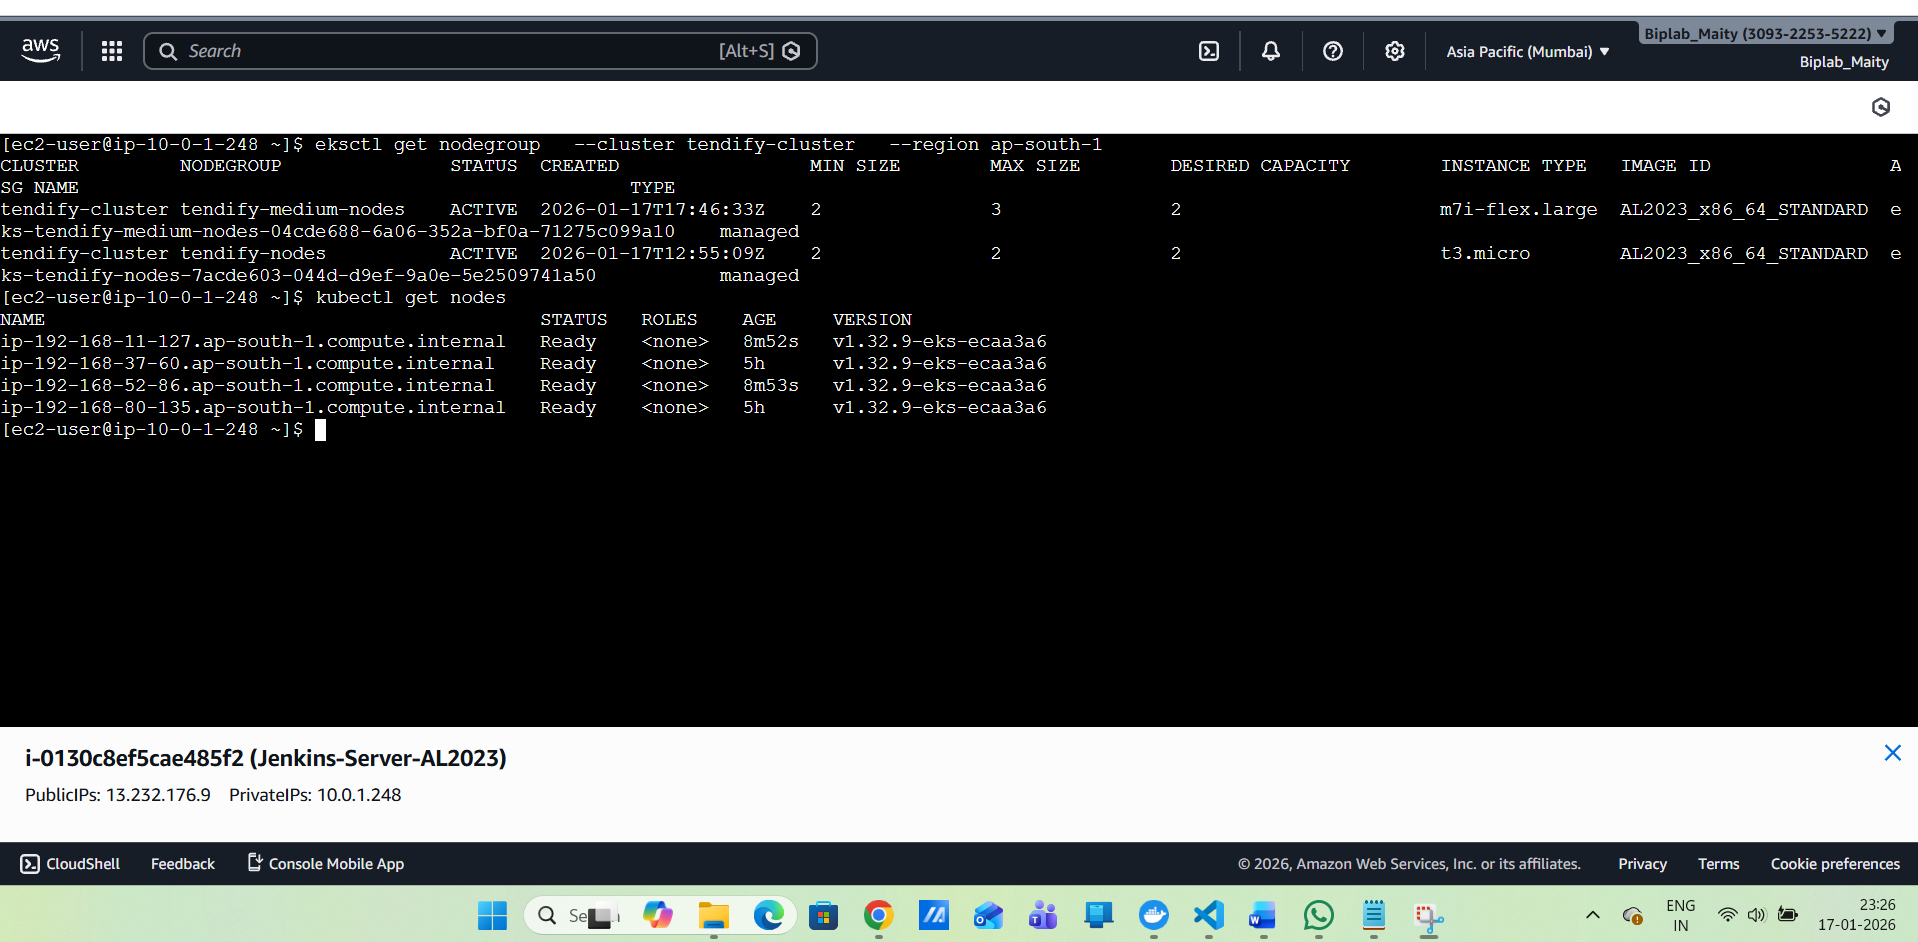 aws
Search [Alt+S]
Asia Pacific (Mumbai) ▼
Biplab_Maity (3093-2253-5222) ▼
Biplab_Maity
[ec2-user@ip-10-0-1-248 ~]$ eksctl get nodegroup   --cluster tendify-cluster   --region ap-south-1
CLUSTER         NODEGROUP               STATUS  CREATED                 MIN SIZE        MAX SIZE        DESIRED CAPACITY        INSTANCE TYPE   IMAGE ID                A
SG NAME                                                 TYPE
tendify-cluster tendify-medium-nodes    ACTIVE  2026-01-17T17:46:33Z    2               3               2                       m7i-flex.large  AL2023_x86_64_STANDARD  e
ks-tendify-medium-nodes-04cde688-6a06-352a-bf0a-71275c099a10    managed
tendify-cluster tendify-nodes           ACTIVE  2026-01-17T12:55:09Z    2               2               2                       t3.micro        AL2023_x86_64_STANDARD  e
ks-tendify-nodes-7acde603-044d-d9ef-9a0e-5e2509741a50           managed
[ec2-user@ip-10-0-1-248 ~]$ kubectl get nodes
NAME                                            STATUS   ROLES    AGE     VERSION
ip-192-168-11-127.ap-south-1.compute.internal   Ready    <none>   8m52s   v1.32.9-eks-ecaa3a6
ip-192-168-37-60.ap-south-1.compute.internal    Ready    <none>   5h      v1.32.9-eks-ecaa3a6
ip-192-168-52-86.ap-south-1.compute.internal    Ready    <none>   8m53s   v1.32.9-eks-ecaa3a6
ip-192-168-80-135.ap-south-1.compute.internal   Ready    <none>   5h      v1.32.9-eks-ecaa3a6
[ec2-user@ip-10-0-1-248 ~]$
i-0130c8ef5cae485f2 (Jenkins-Server-AL2023)
PublicIPs: 13.232.176.9 PrivateIPs: 10.0.1.248
CloudShell Feedback Console Mobile App © 2026, Amazon Web Services, Inc. or its affiliates. Privacy Terms Cookie preferences
ENG
IN
23:26
17-01-2026